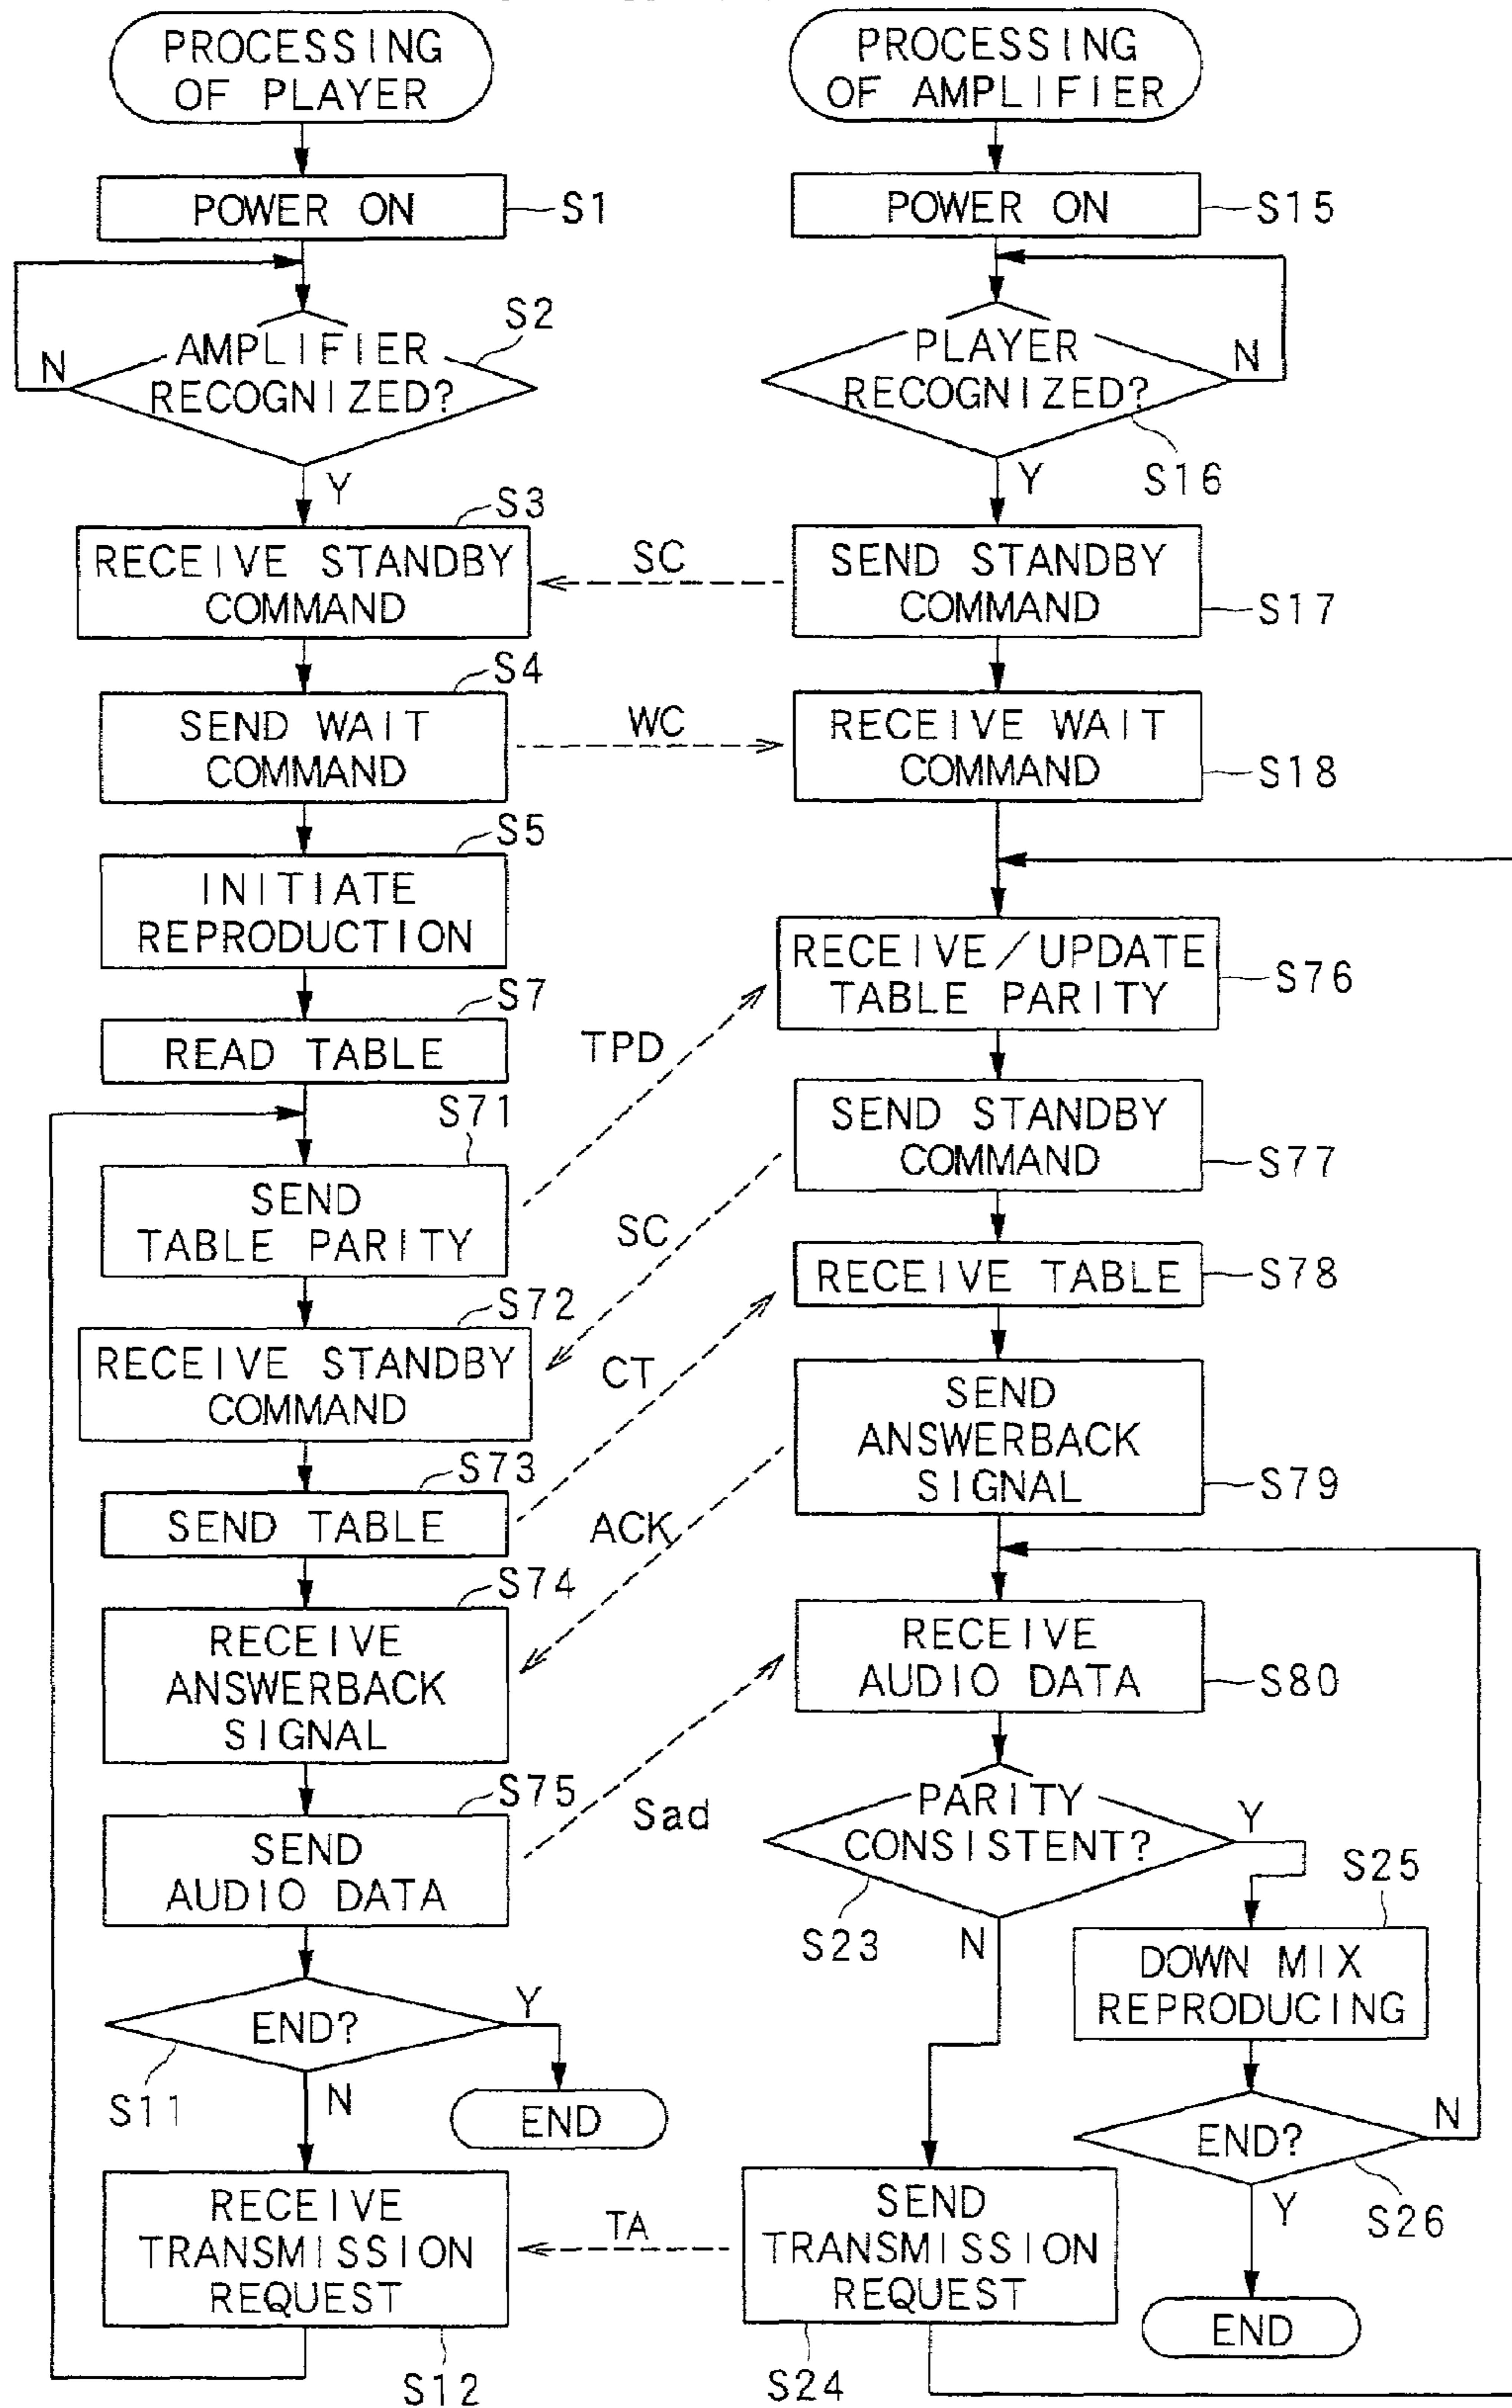 PROCESSING
OF PLAYER
POWER ON
S1
AMPLIFIER
RECOGNIZED?
S2
N
Y
S3
RECEIVE STANDBY
COMMAND
S4
SEND WAIT
COMMAND
S5
INITIATE
REPRODUCTION
S7
READ TABLE
S71
SEND
TABLE PARITY
S72
RECEIVE STANDBY
COMMAND
S73
SEND TABLE
S74
RECEIVE
ANSWERBACK
SIGNAL
S75
SEND
AUDIO DATA
END?
Y
S11
N
END
RECEIVE
TRANSMISSION
REQUEST
S12
SC
WC
TPD
SC
CT
ACK
Sad
TA
PROCESSING
OF AMPLIFIER
POWER ON
S15
PLAYER
RECOGNIZED?
N
S16
Y
SEND STANDBY
COMMAND
S17
RECEIVE WAIT
COMMAND
S18
RECEIVE/UPDATE
TABLE PARITY
S76
SEND STANDBY
COMMAND
S77
RECEIVE TABLE
S78
SEND
ANSWERBACK
SIGNAL
S79
RECEIVE
AUDIO DATA
S80
PARITY
CONSISTENT?
Y
S23
N
S25
DOWN MIX
REPRODUCING
END?
N
S26
Y
END
SEND
TRANSMISSION
REQUEST
S24